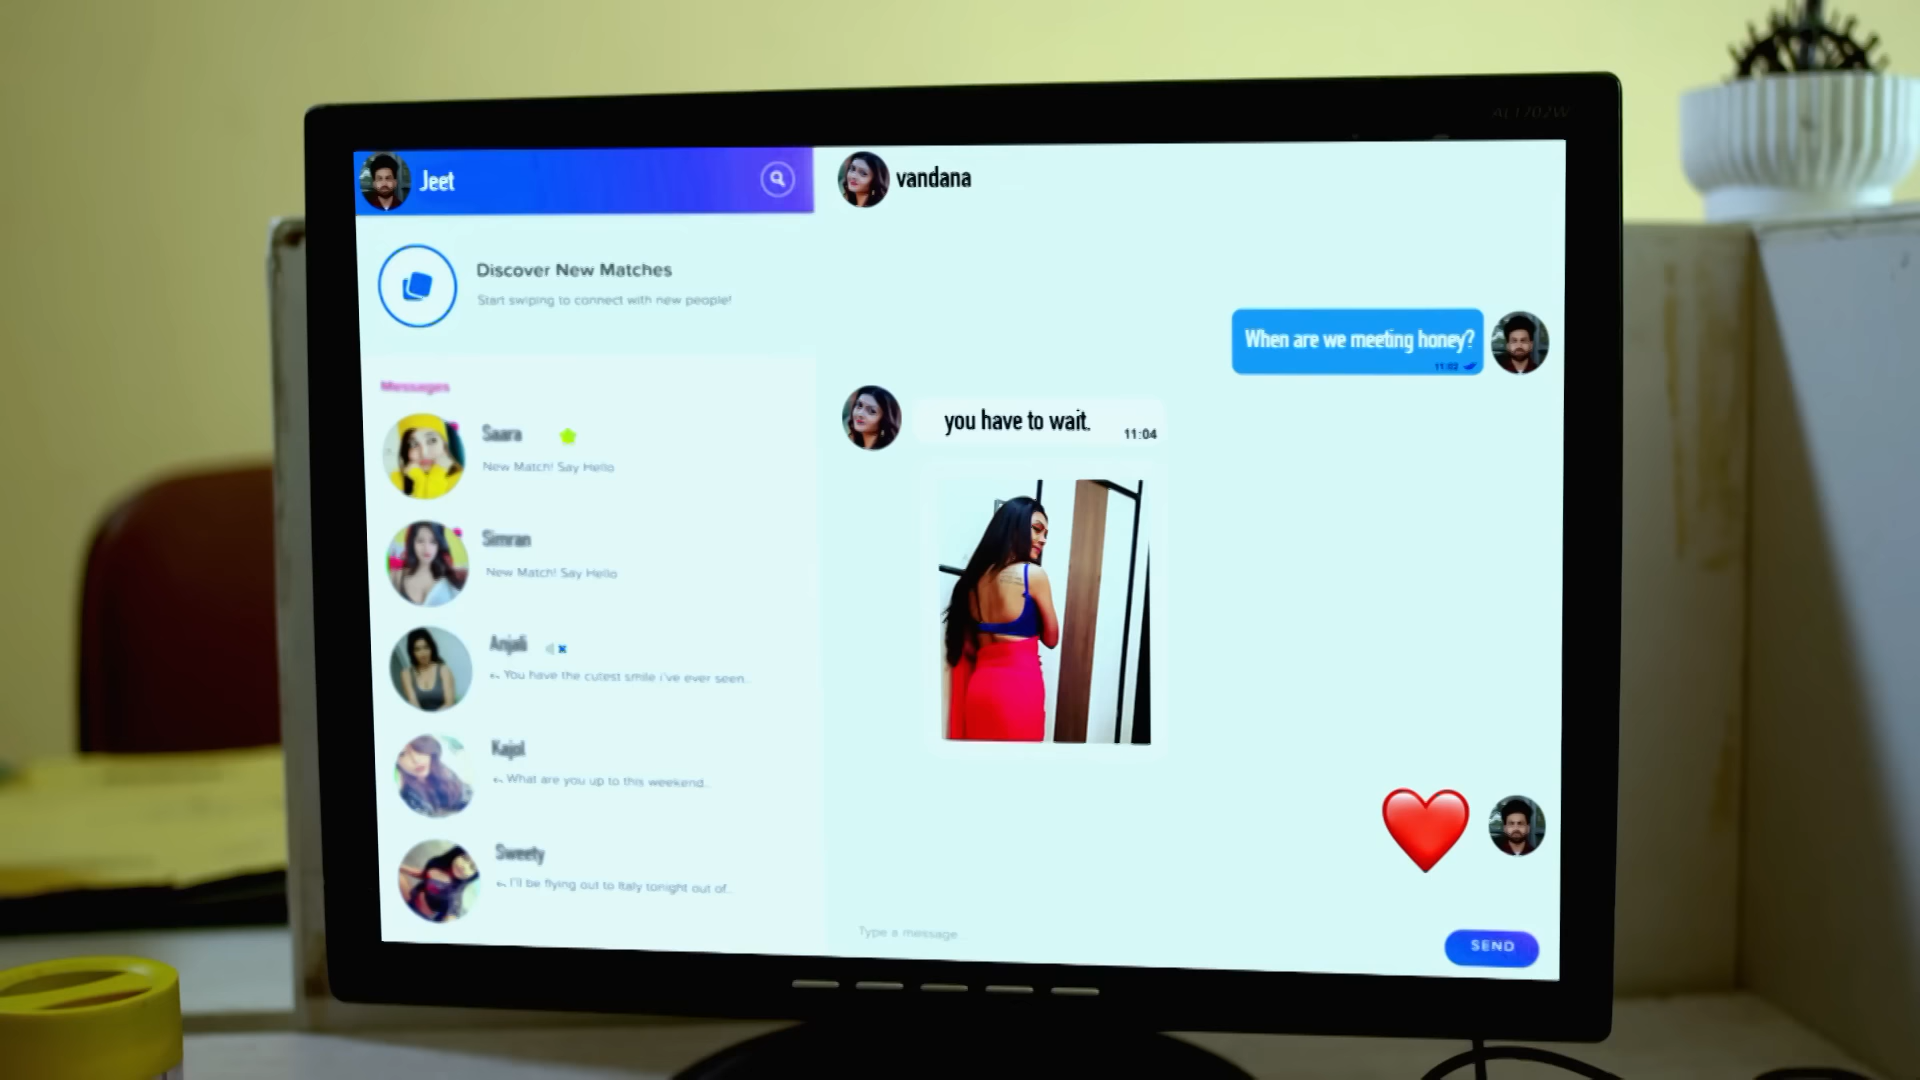 AL1702W
Jeet
vandana
Discover New Matches
Start swiping to connect with new people!
When are we meeting honey?
11:02
Messages
you have to wait.
11:04
Saara
New Match! Say Hello
Simran
New Match! Say Hello
Anjali
You have the cutest smile i've ever seen..
Kajol
What are you up to this weekend..
Sweety
I'll be flying out to Italy tonight out of..
Type a message..
SEND